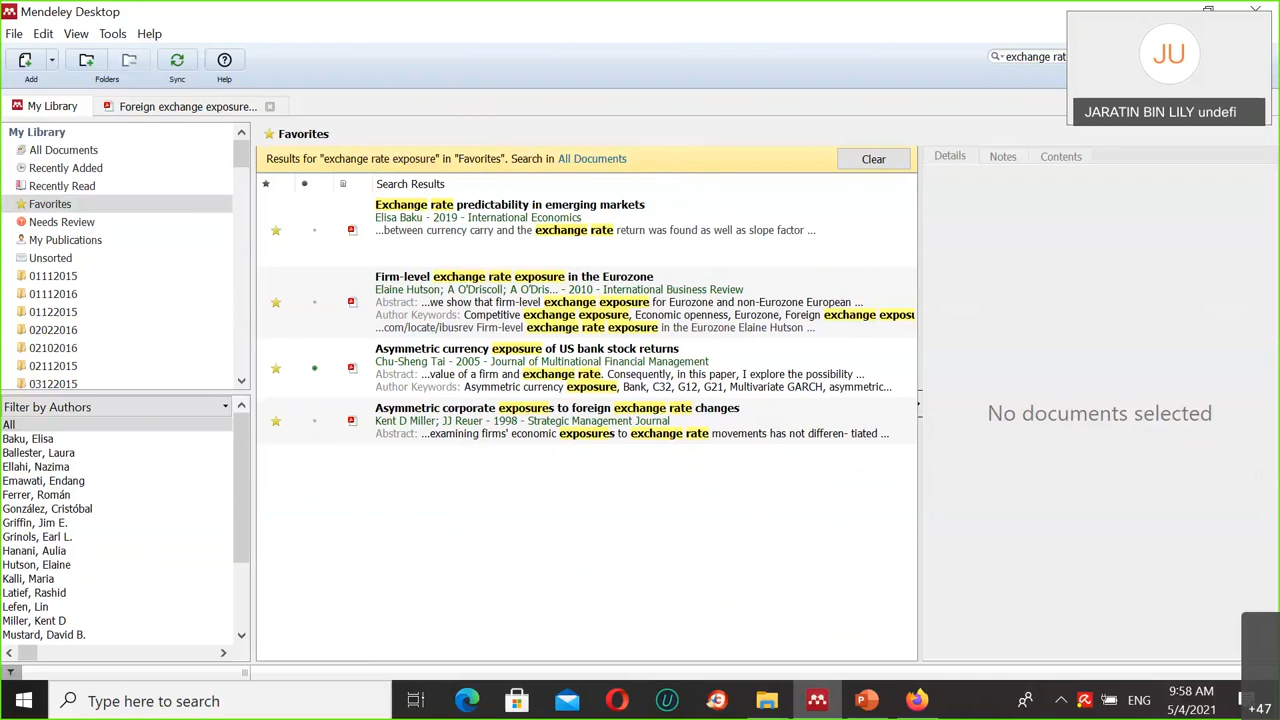 Mendeley Desktop
File Edit View Tools Help
Add Folders Sync Help
exchange rat
JU
JARATIN BIN LILY undefi
My Library Foreign exchange exposure...
My Library
All Documents
Recently Added
Recently Read
Favorites
Needs Review
My Publications
Unsorted
01112015
01112016
01122015
02022016
02102016
02112015
03122015
Filter by Authors
All
Baku, Elisa
Ballester, Laura
Ellahi, Nazima
Emawati, Endang
Ferrer, Román
González, Cristóbal
Griffin, Jim E.
Grinols, Earl L.
Hanani, Aulia
Hutson, Elaine
Kalli, Maria
Latief, Rashid
Lefen, Lin
Miller, Kent D
Mustard, David B.
Favorites
Results for "exchange rate exposure" in "Favorites". Search in All Documents
Clear
Search Results
Exchange rate predictability in emerging markets
Elisa Baku - 2019 - International Economics
...between currency carry and the exchange rate return was found as well as slope factor ...
Firm-level exchange rate exposure in the Eurozone
Elaine Hutson; A O'Driscoll; A O'Dris... - 2010 - International Business Review
Abstract: ...we show that firm-level exchange exposure for Eurozone and non-Eurozone European ...
Author Keywords: Competitive exchange exposure, Economic openness, Eurozone, Foreign exchange exposu
...com/locate/ibusrev Firm-level exchange rate exposure in the Eurozone Elaine Hutson ...
Asymmetric currency exposure of US bank stock returns
Chu-Sheng Tai - 2005 - Journal of Multinational Financial Management
Abstract: ...value of a firm and exchange rate. Consequently, in this paper, I explore the possibility ...
Author Keywords: Asymmetric currency exposure, Bank, C32, G12, G21, Multivariate GARCH, asymmetric...
Asymmetric corporate exposures to foreign exchange rate changes
Kent D Miller; JJ Reuer - 1998 - Strategic Management Journal
Abstract: ...examining firms' economic exposures to exchange rate movements has not differen- tiated ...
Details Notes Contents
No documents selected
Type here to search
ENG
9:58 AM
5/4/2021
+47